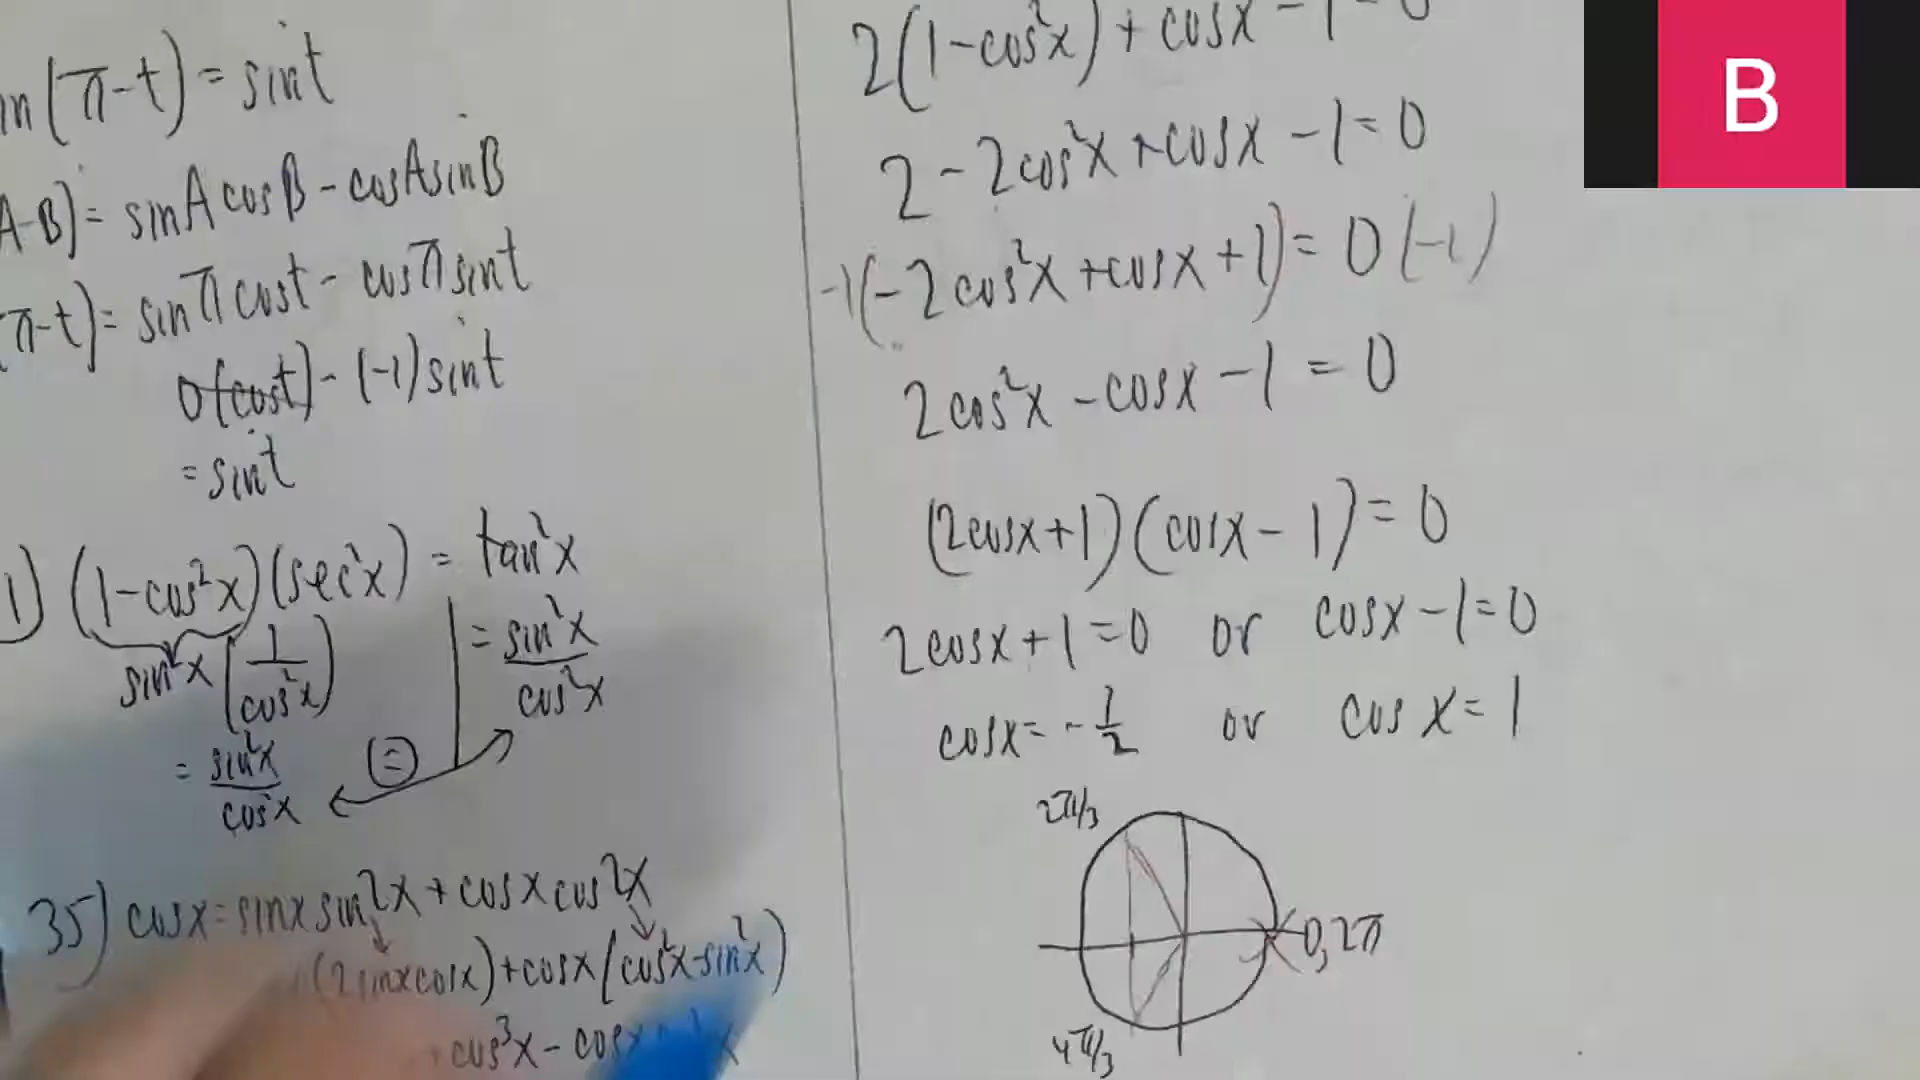 in(π-t) = sint
A-B) = sinA cosB - cosA sinB
π-t) = sinπ cost - cosπ sint
0(cost) - (-1) sint
= sint
1) (1-cos²x)(sec²x) = tan²x
sin²x (1/cos²x)
= sin²x/cos²x
= sin²x/cos²x
(=)
35) cosx = sinx sin2x + cosx cos2x
(2sinxcosx) + cosx (cos²x-sin²x)
cos³x - cosx
2(1-cos²x) + cosx - 1 = 0
2 - 2cos²x + cosx - 1 = 0
-1(-2cos²x + cosx + 1) = 0 (-1)
2cos²x - cosx - 1 = 0
(2cosx+1)(cosx-1) = 0
2cosx+1=0 or cosx-1=0
cosx = -1/2 or cosx = 1
2π/3
0, 2π
4π/3
B